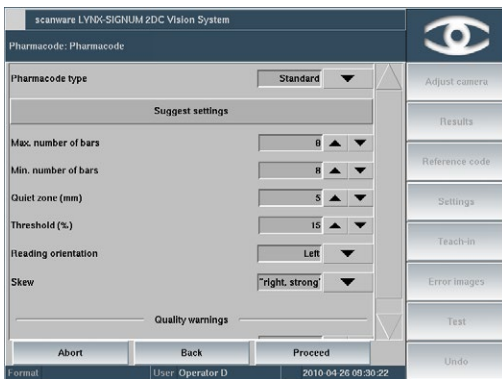 scanware LYNX-SIGNUM 2DC Vision System
Pharmacode: Pharmacode
Pharmacode type Standard
Suggest settings
Max. number of bars 8
Min. number of bars 8
Quiet zone (mm) 5
Threshold (%) 15
Reading orientation Left
Skew "right, strong'
Quality warnings
Abort Back Proceed
Format User Operator D 2010-04-26 09:30:22
Adjust camera
Results
Reference code
Settings
Teach-in
Error images
Test
Undo